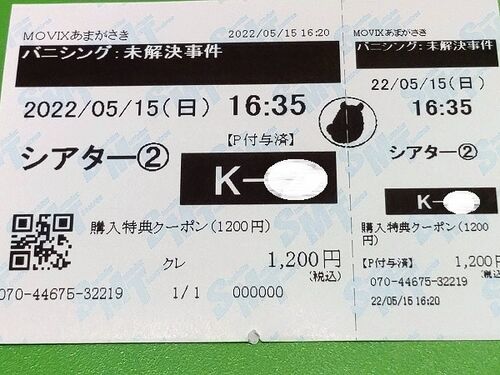 MOVIXあまがさき 2022/05/15 16:20
バニシング:未解決事件
2022/05/15(日) 16:35
【P付与済】
シアター②
K-
購入特典クーポン(1200円)
クレ 1,200円
(税込)
070-44675-32219 1/1 000000
MOVIXあまがさき
バニシング:未解決事件
22/05/15(日)
16:35
シアター②
K-
購入特典クーポン(1200
円)
【P付与済】 1,200円
(税込)
070-44675-32219
22/05/15 16:20
SMT